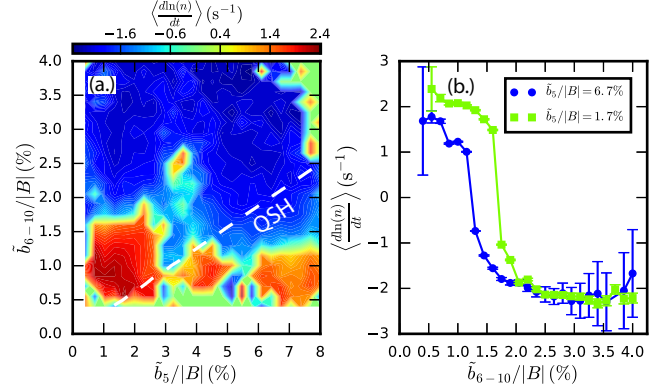 ⟨dln(n)/dt⟩ (s⁻¹)
−1.6 −0.6 0.4 1.4 2.4
(a.)
4.0
3.5
3.0
2.5
2.0
1.5
1.0
0.5
0.0
b̃₆₋₁₀/|B| (%)
QSH
0 1 2 3 4 5 6 7 8
b̃₅/|B| (%)
(b.)
b̃₅/|B| = 6.7%
b̃₅/|B| = 1.7%
3
2
1
0
−1
−2
−3
⟨dln(n)/dt⟩ (s⁻¹)
0.0 0.5 1.0 1.5 2.0 2.5 3.0 3.5 4.0
b̃₆₋₁₀/|B| (%)